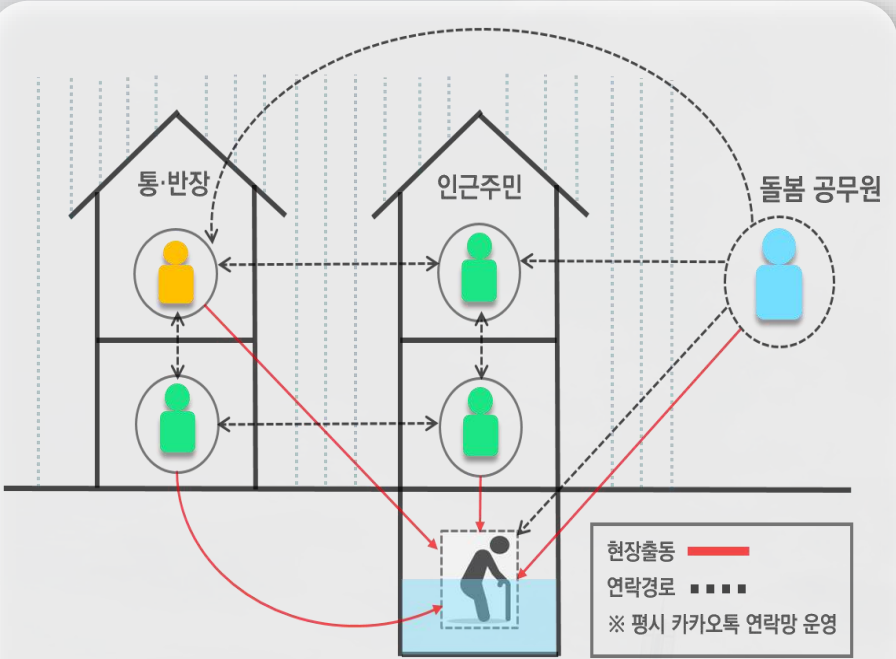 통·반장
인근주민
돌봄 공무원
현장출동
연락경로
※ 평시 카카오톡 연락망 운영